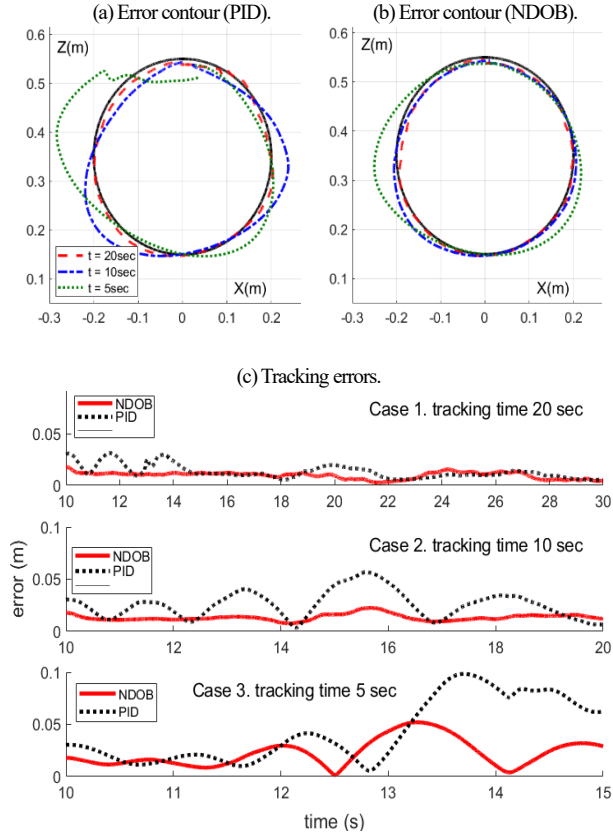 (a) Error contour (PID).
(b) Error contour (NDOB).
Z(m)
0.6
0.5
0.4
0.3
0.2
0.1
t = 20sec
t = 10sec
t = 5sec
X(m)
-0.3 -0.2 -0.1 0 0.1 0.2
Z(m)
0.6
0.5
0.4
0.3
0.2
0.1
X(m)
-0.3 -0.2 -0.1 0 0.1 0.2
(c) Tracking errors.
NDOB
PID
Case 1. tracking time 20 sec
0.05
0
10 12 14 16 18 20 22 24 26 28 30
error (m)
NDOB
PID
Case 2. tracking time 10 sec
0.1
0.05
0
10 12 14 16 18 20
NDOB
PID
Case 3. tracking time 5 sec
0.1
0.05
0
10 11 12 13 14 15
time (s)